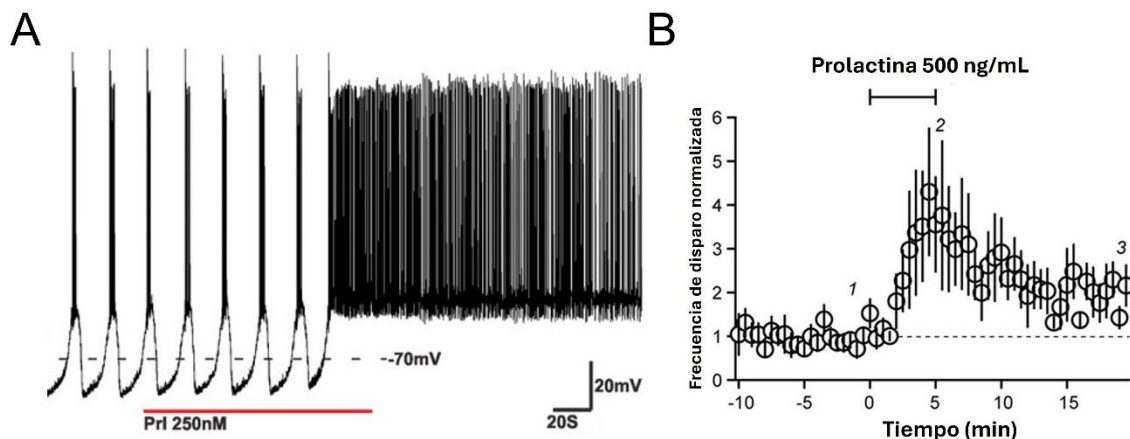 A
--70mV
20mV
20S
Prl 250nM
B
Prolactina 500 ng/mL
Frecuencia de disparo normalizada
6
5
4
3
2
1
0
1
2
3
-10
-5
0
5
10
15
Tiempo (min)